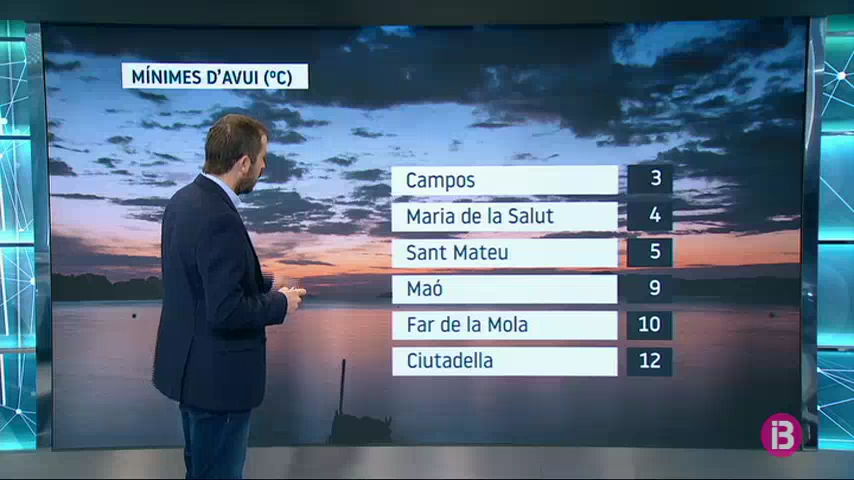 MÍNIMES D'AVUI (ºC)
Campos 3
Maria de la Salut 4
Sant Mateu 5
Maó 9
Far de la Mola 10
Ciutadella 12
IB